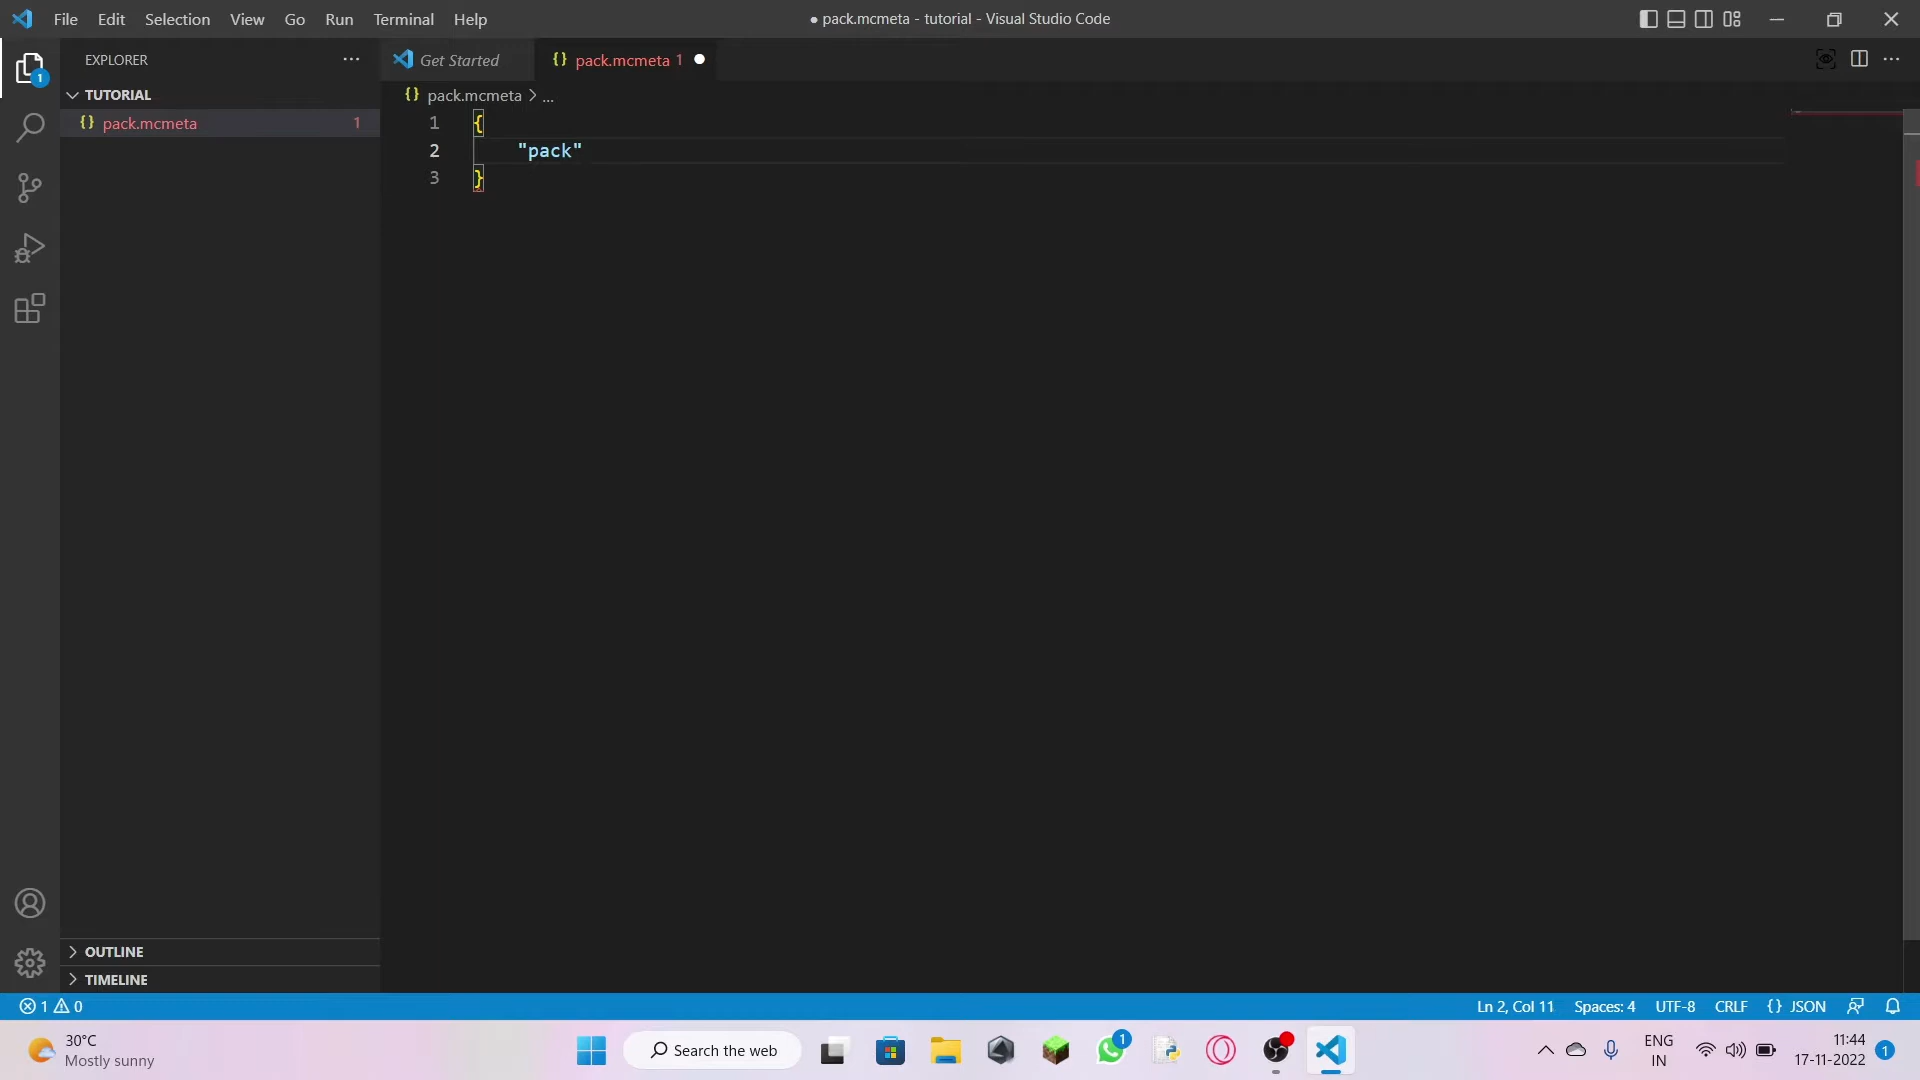 File Edit Selection View Go Run Terminal Help
● pack.mcmeta - tutorial - Visual Studio Code
EXPLORER
Get Started
{} pack.mcmeta 1
1
TUTORIAL
{} pack.mcmeta > ...
{} pack.mcmeta 1
1 {
2 "pack"
3 }
OUTLINE
TIMELINE
1 0
Ln 2, Col 11 Spaces: 4 UTF-8 CRLF {} JSON
30°C
Mostly sunny
Search the web
1
ENG
IN
11:44
17-11-2022
1